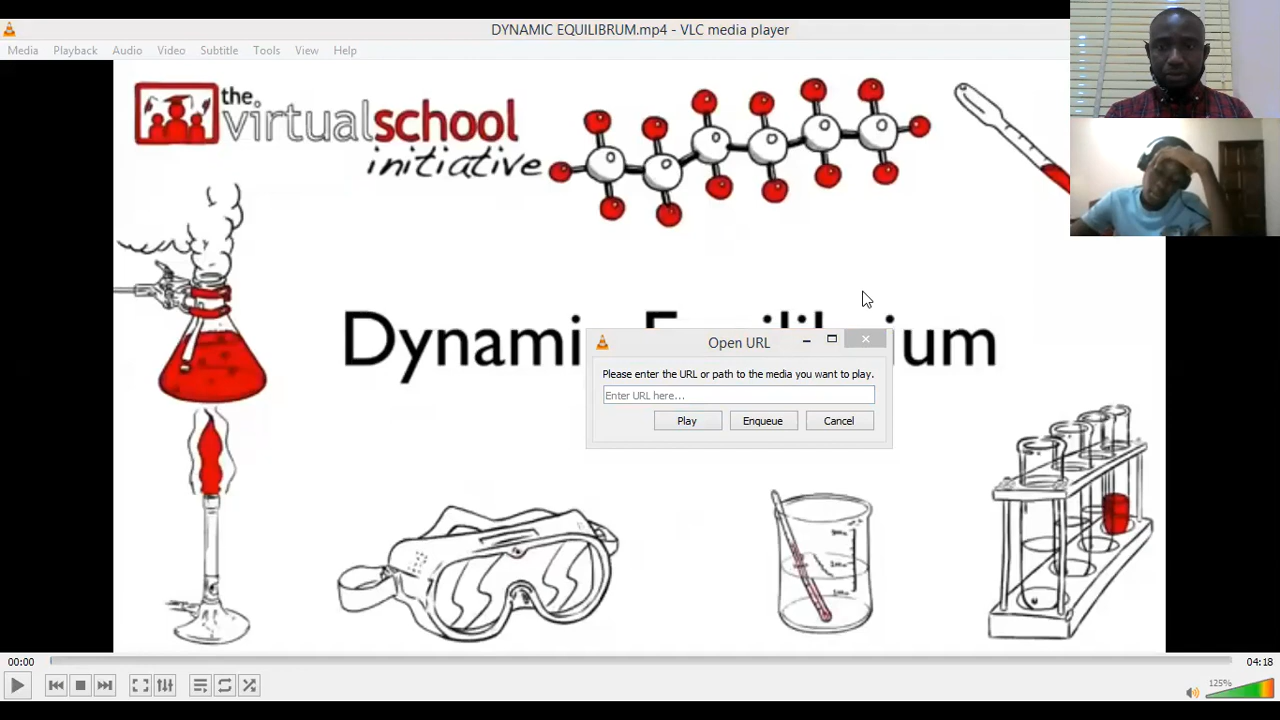 DYNAMIC EQUILIBRUM.mp4 - VLC media player
Media Playback Audio Video Subtitle Tools View Help
the
virtualschool
initiative
Dynamic Equilibrium
Open URL
Please enter the URL or path to the media you want to play.
Enter URL here...
Play Enqueue Cancel
00:00
04:18
125%